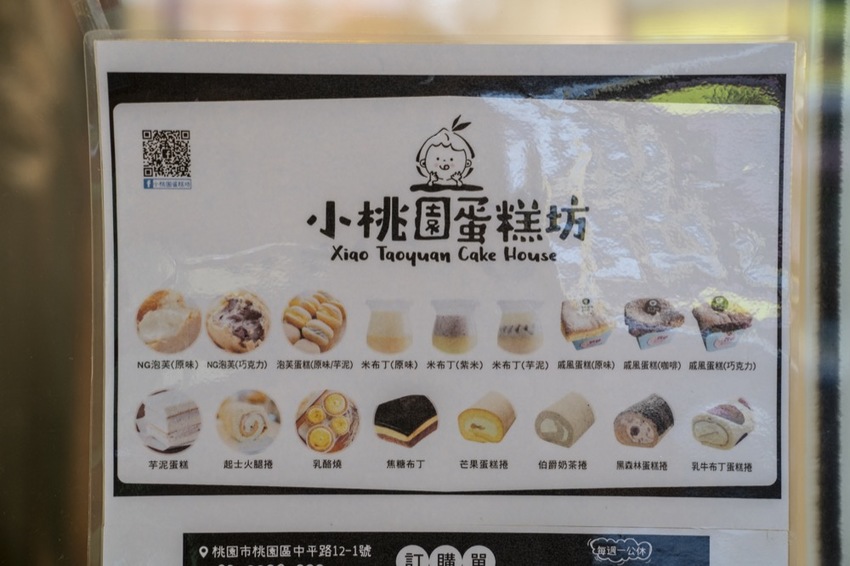 小桃園蛋糕坊
小桃園蛋糕坊
Xiao Taoyuan Cake House
NG泡芙(原味) NG泡芙(巧克力) 泡芙蛋糕(原味/芋泥) 米布丁(原味) 米布丁(紫米) 米布丁(芋泥) 戚風蛋糕(原味) 戚風蛋糕(咖啡) 戚風蛋糕(巧克力)
芋泥蛋糕 起士火腿捲 乳酪燒 焦糖布丁 芒果蛋糕捲 伯爵奶茶捲 黑森林蛋糕捲 乳牛布丁蛋糕捲
桃園市桃園區中平路12-1號 訂購單 每週一公休